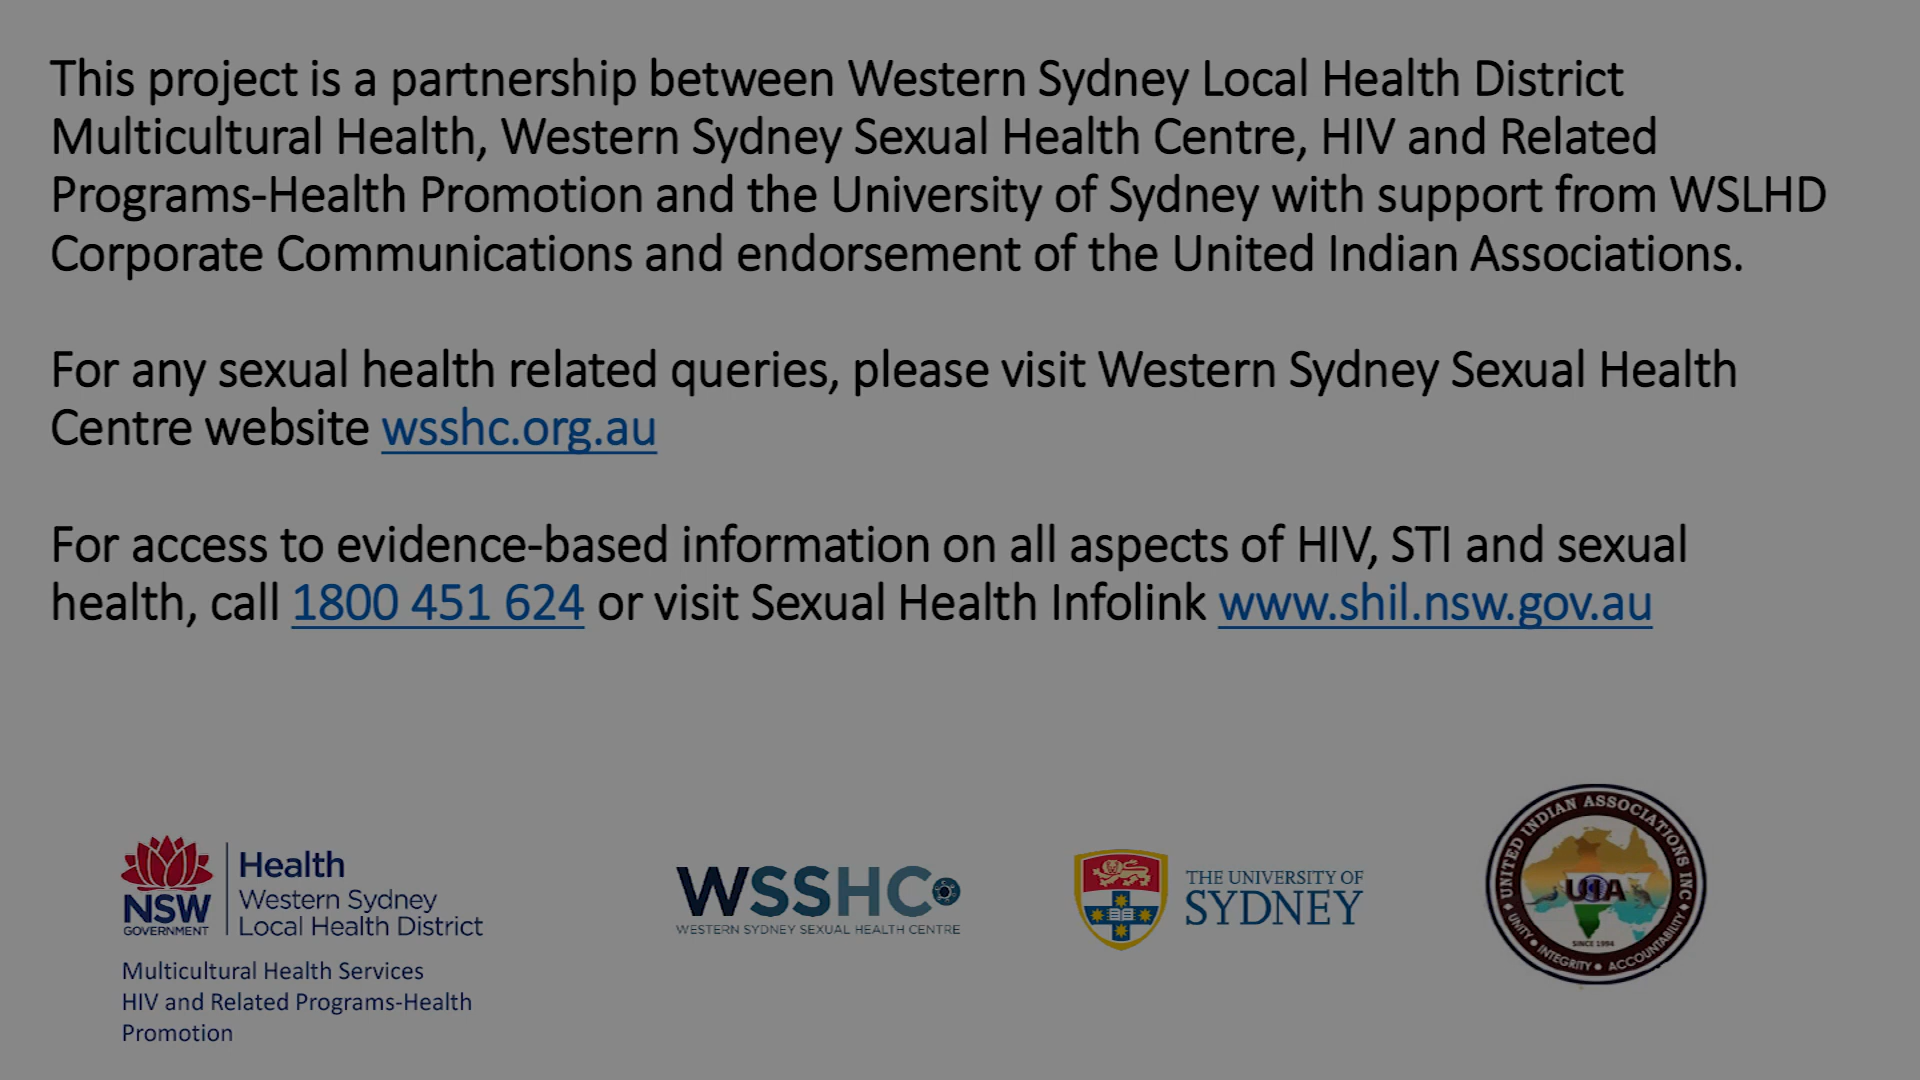 This project is a partnership between Western Sydney Local Health District
Multicultural Health, Western Sydney Sexual Health Centre, HIV and Related
Programs-Health Promotion and the University of Sydney with support from WSLHD
Corporate Communications and endorsement of the United Indian Associations.
For any sexual health related queries, please visit Western Sydney Sexual Health
Centre website wsshc.org.au
For access to evidence-based information on all aspects of HIV, STI and sexual
health, call 1800 451 624 or visit Sexual Health Infolink www.shil.nsw.gov.au
NSW
GOVERNMENT
Health
Western Sydney
Local Health District
Multicultural Health Services
HIV and Related Programs-Health
Promotion
WSSHC
WESTERN SYDNEY SEXUAL HEALTH CENTRE
THE UNIVERSITY OF
SYDNEY
UNITED INDIAN ASSOCIATIONS INC
UIA
SINCE 1994
UNITY • INTEGRITY • ACCOUNTABILITY